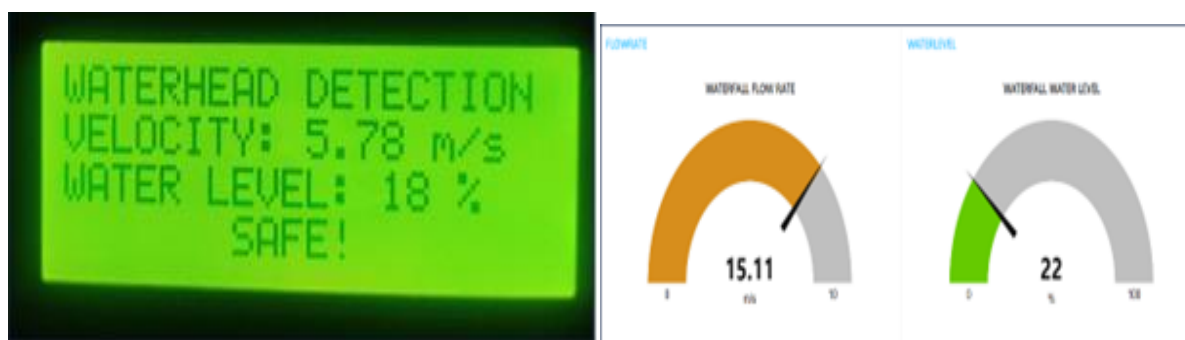 WATERHEAD DETECTION
VELOCITY: 5.78 m/s
WATER LEVEL: 18 %
SAFE!
FLOWRATE
WATERFALL FLOW RATE
15.11
m/s
0
10
WATERLEVEL
WATERFALL WATER LEVEL
22
%
0
100